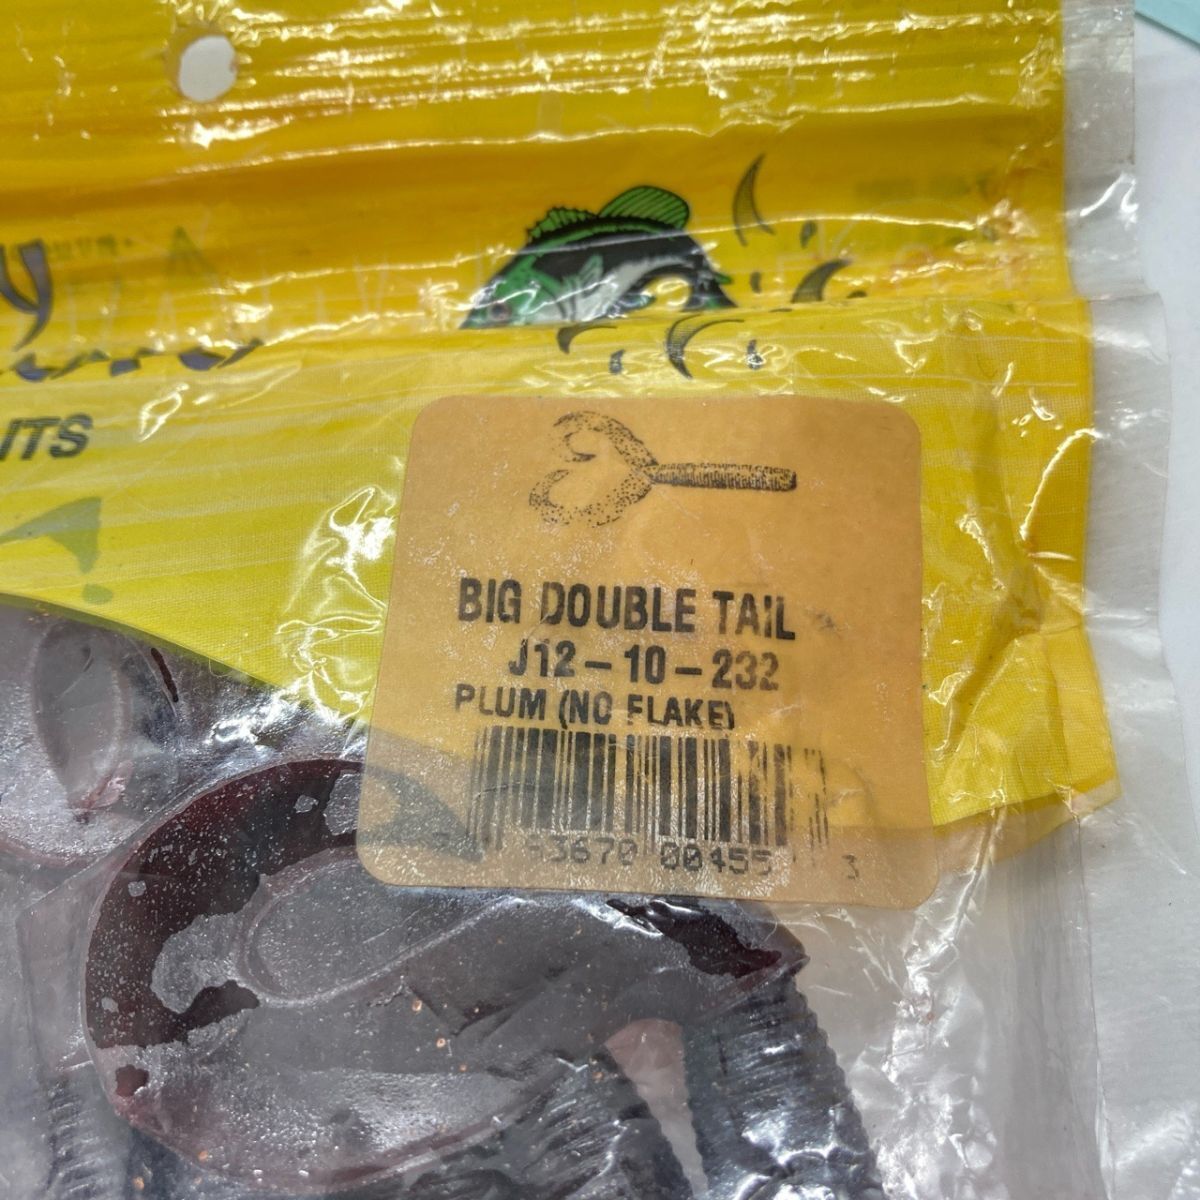 ITS
BIG DOUBLE TAIL
J12-10-232
PLUM (NO FLAKE)
3670 00455 3